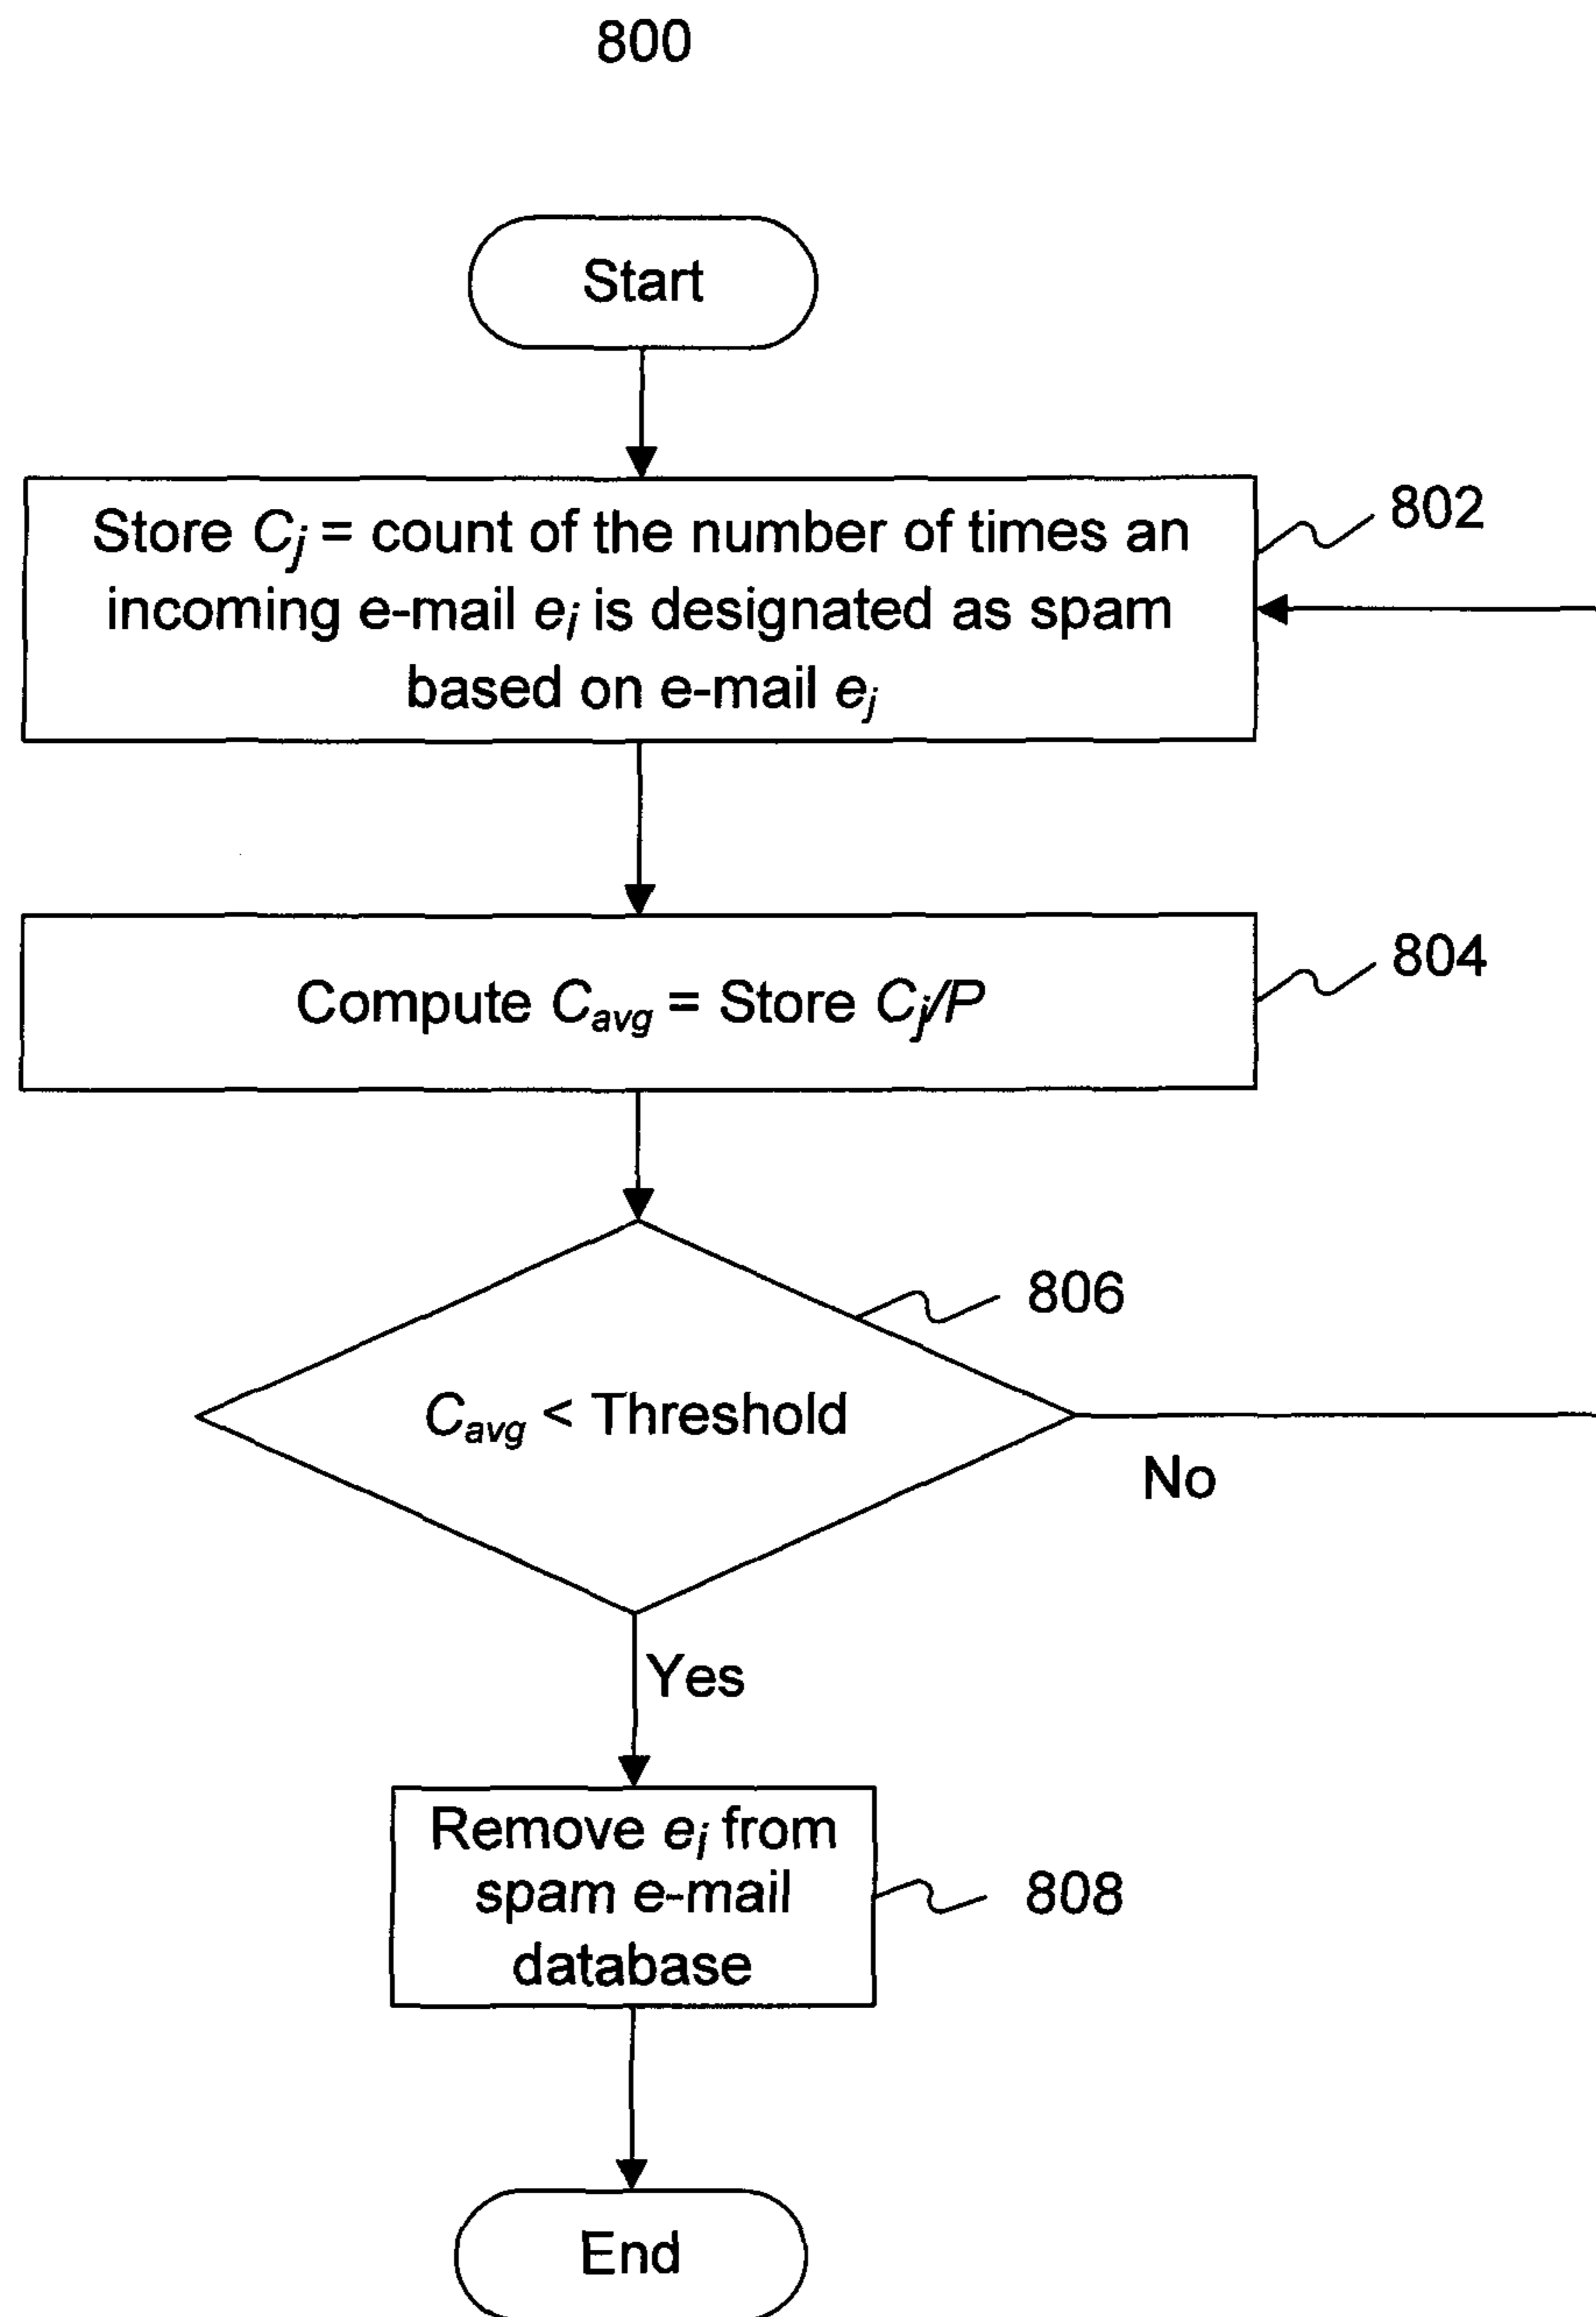 800
Start
Store Cj = count of the number of times an
incoming e-mail ei is designated as spam
based on e-mail ej
802
Compute Cavg = Store Cj/P
804
806
Cavg < Threshold
No
Yes
Remove ej from
spam e-mail
database
808
End